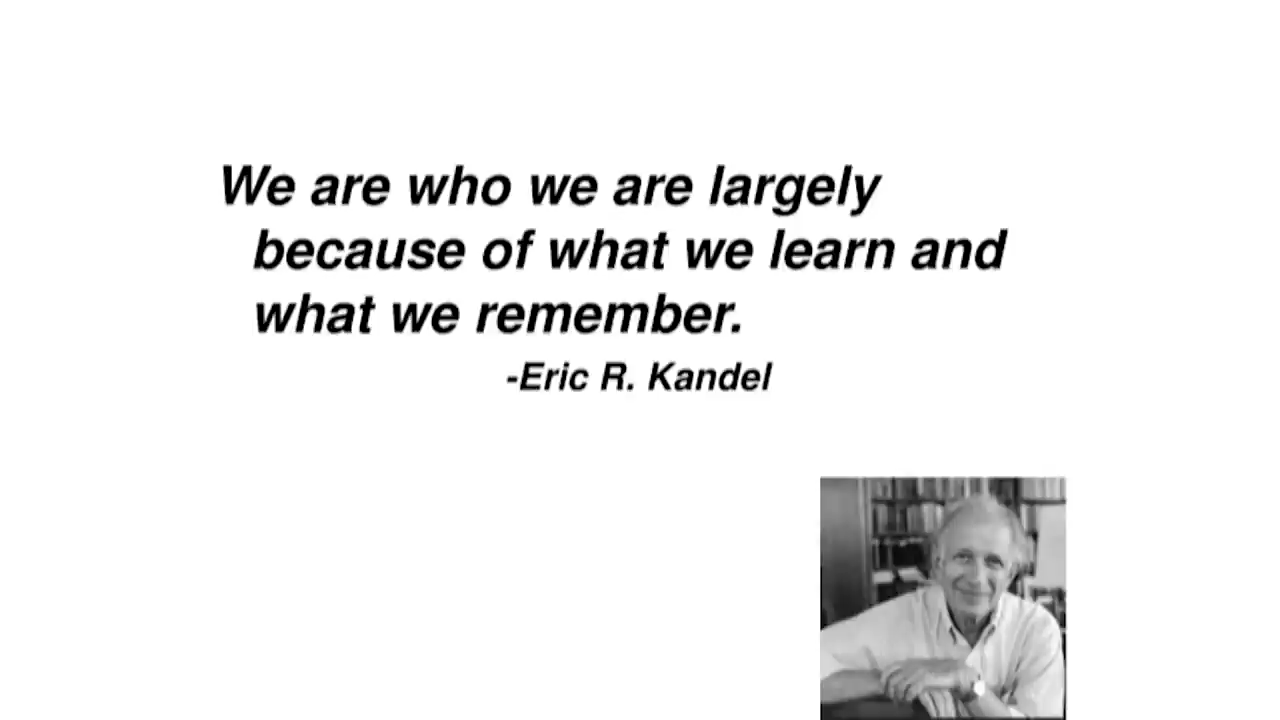 We are who we are largely
because of what we learn and
what we remember.
-Eric R. Kandel